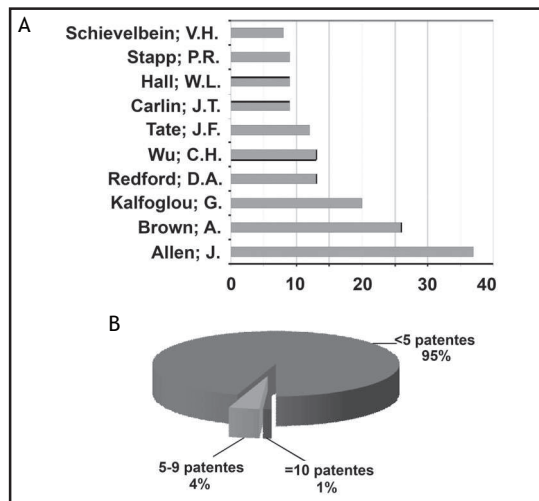 A
Schievelbein; V.H.
Stapp; P.R.
Hall; W.L.
Carlin; J.T.
Tate; J.F.
Wu; C.H.
Redford; D.A.
Kalfoglou; G.
Brown; A.
Allen; J.
0 10 20 30 40
B
<5 patentes
95%
5-9 patentes
4%
=10 patentes
1%